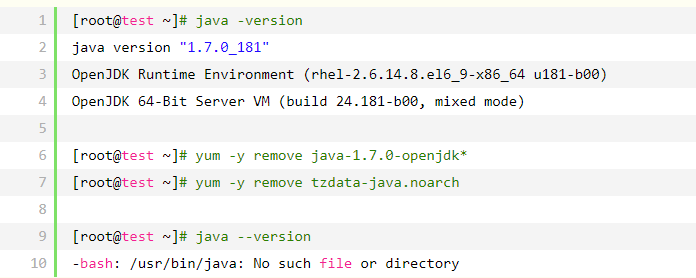 1 [root@test ~]# java -version
2 java version "1.7.0_181"
3 OpenJDK Runtime Environment (rhel-2.6.14.8.el6_9-x86_64 u181-b00)
4 OpenJDK 64-Bit Server VM (build 24.181-b00, mixed mode)
5
6 [root@test ~]# yum -y remove java-1.7.0-openjdk*
7 [root@test ~]# yum -y remove tzdata-java.noarch
8
9 [root@test ~]# java --version
10 -bash: /usr/bin/java: No such file or directory